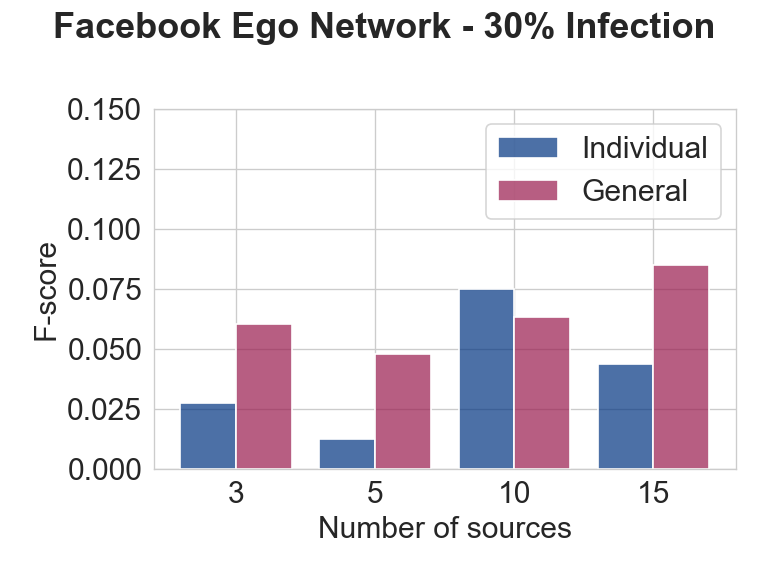 Facebook Ego Network - 30% Infection
0.150
0.125
0.100
0.075
0.050
0.025
0.000
F-score
Individual
General
3 5 10 15
Number of sources